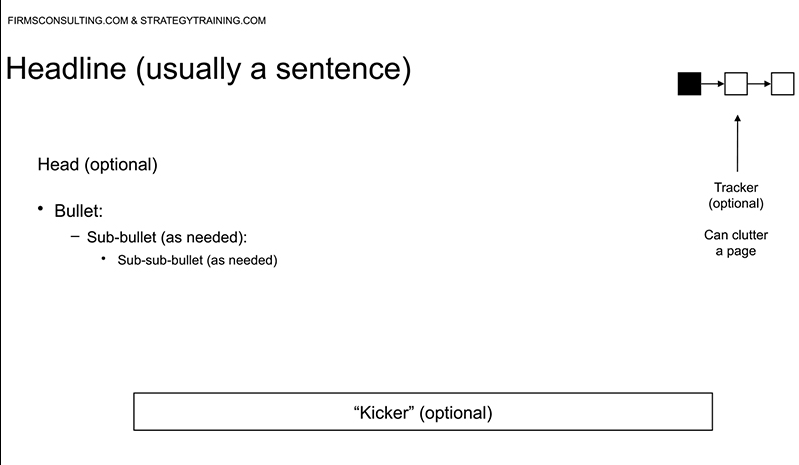 FIRMSCONSULTING.COM & STRATEGYTRAINING.COM
Headline (usually a sentence)
Head (optional)
• Bullet:
– Sub-bullet (as needed):
• Sub-sub-bullet (as needed)
Tracker
(optional)
Can clutter
a page
“Kicker” (optional)